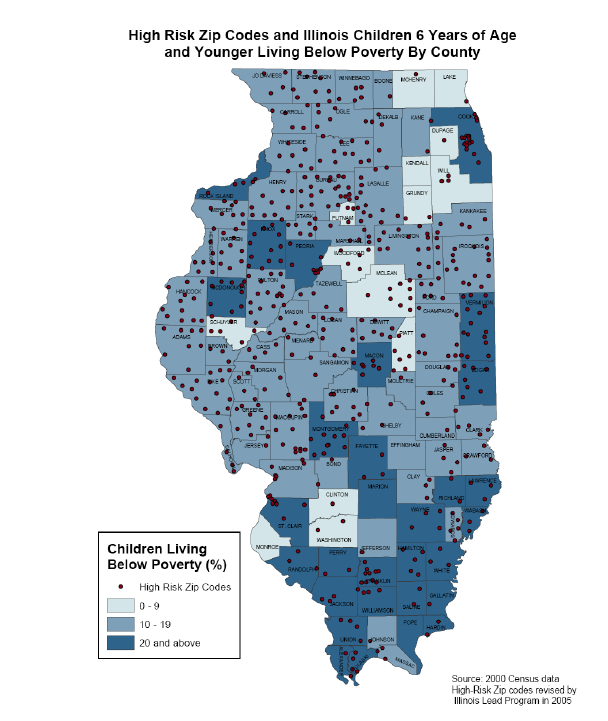 High Risk Zip Codes and Illinois Children 6 Years of Age
and Younger Living Below Poverty By County
JO DAVIESS STEPHENSON WINNEBAGO BOONE MCHENRY LAKE
CARROLL OGLE DEKALB KANE COOK
DUPAGE
WHITESIDE LEE
KENDALL WILL
HENRY BUREAU LASALLE
GRUNDY
ROCK ISLAND
MERCER STARK PUTNAM KANKAKEE
KNOX MARSHALL LIVINGSTON
WARREN PEORIA WOODFORD IROQUOIS
FULTON TAZEWELL MCLEAN
HANCOCK MCDONOUGH FORD VERMILION
MASON CHAMPAIGN
SCHUYLER LOGAN DEWITT
ADAMS BROWN CASS MENARD PIATT
MACON
SANGAMON DOUGLAS EDGAR
PIKE SCOTT MORGAN MOULTRIE
CHRISTIAN COLES
GREENE
MACOUPIN MONTGOMERY SHELBY
CUMBERLAND CLARK
JERSEY FAYETTE EFFINGHAM JASPER CRAWFORD
MADISON BOND
CLAY LAWRENCE
MARION RICHLAND
CLINTON
WAYNE WABASH
ST. CLAIR
WASHINGTON
MONROE JEFFERSON HAMILTON
PERRY
RANDOLPH WHITE
FRANKLIN
JACKSON WILLIAMSON SALINE GALLATIN
POPE HARDIN
UNION JOHNSON
MASSAC
Children Living
Below Poverty (%)
High Risk Zip Codes
0 - 9
10 - 19
20 and above
Source: 2000 Census data
High-Risk Zip codes revised by
Illinois Lead Program in 2005